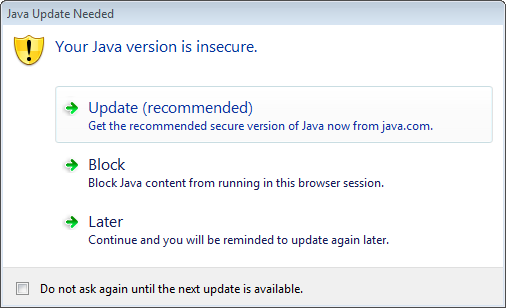 Java Update Needed
Your Java version is insecure.
Update (recommended)
Get the recommended secure version of Java now from java.com.
Block
Block Java content from running in this browser session.
Later
Continue and you will be reminded to update again later.
Do not ask again until the next update is available.